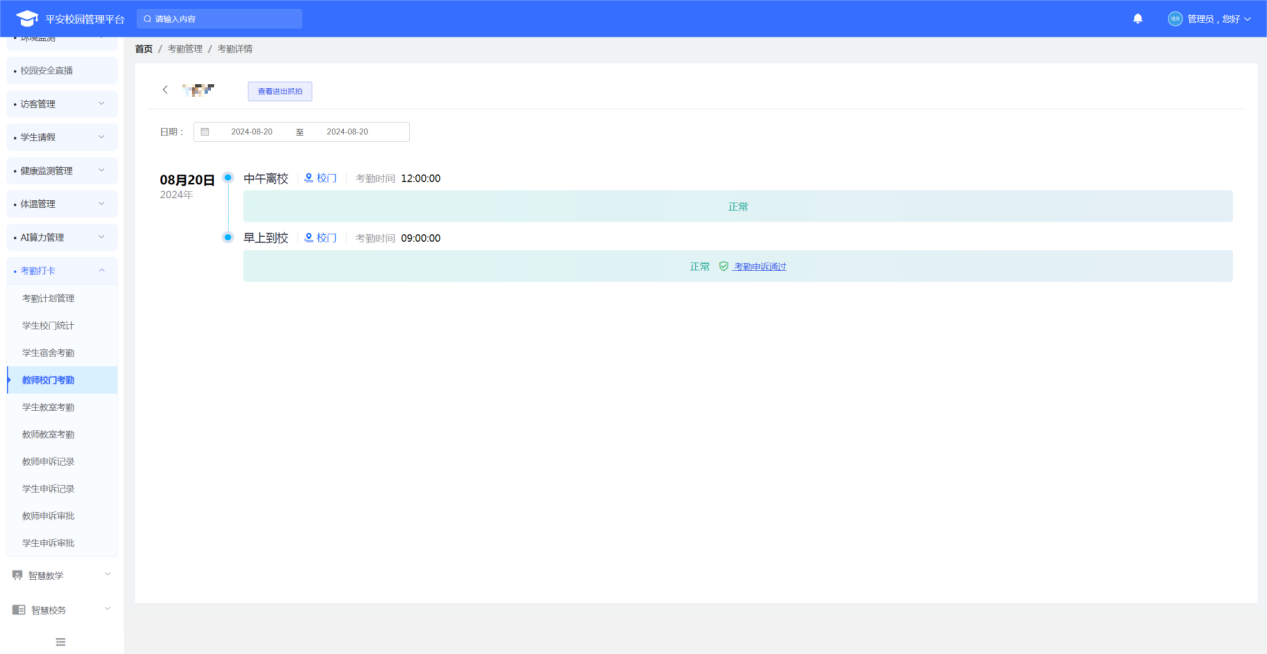 平安校园管理平台
请输入内容
管理员，您好
环境监测
校园安全直播
访客管理
学生请假
健康监测管理
体温管理
AI算力管理
考勤打卡
考勤计划管理
学生校门统计
学生宿舍考勤
教师校门考勤
学生教室考勤
教师教室考勤
教师申诉记录
学生申诉记录
教师申诉审批
学生申诉审批
智慧教学
智慧校务
首页 / 考勤管理 / 考勤详情
查看进出抓拍
日期： 2024-08-20 至 2024-08-20
08月20日
2024年
中午离校 校门 考勤时间 12:00:00
正常
早上到校 校门 考勤时间 09:00:00
正常 考勤申诉通过